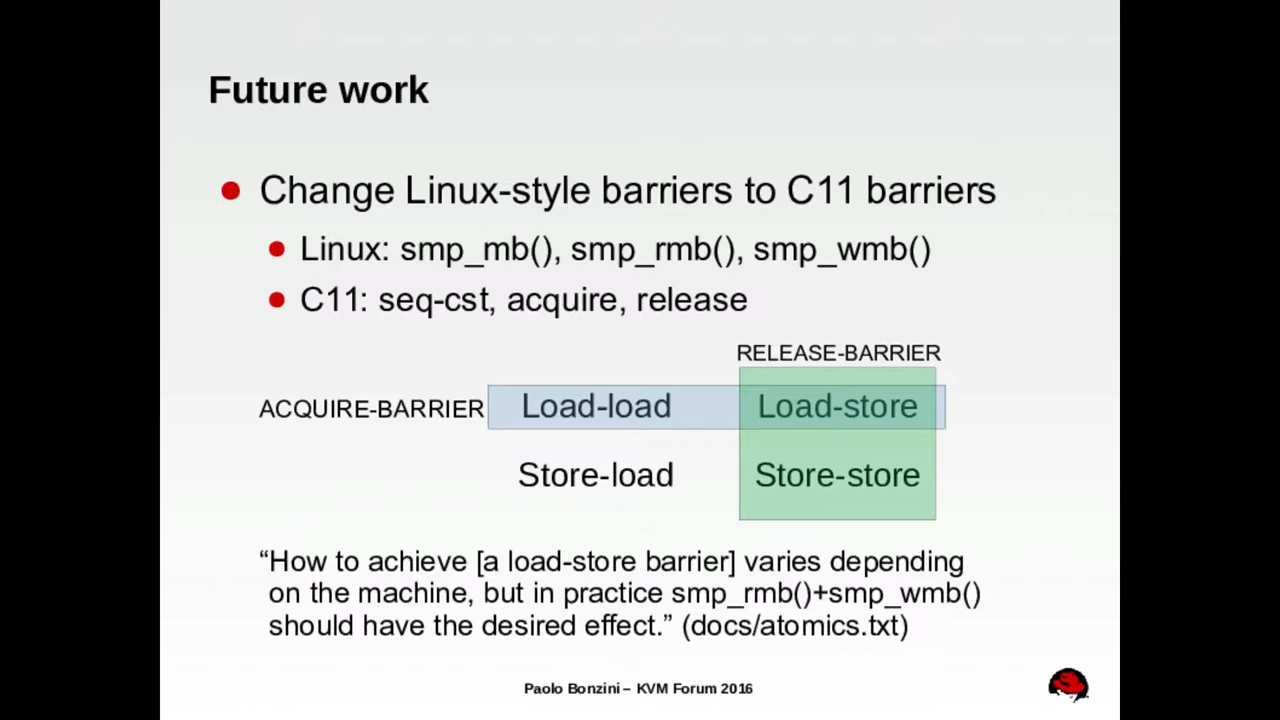 Future work
Change Linux-style barriers to C11 barriers
Linux: smp_mb(), smp_rmb(), smp_wmb()
C11: seq-cst, acquire, release
RELEASE-BARRIER
ACQUIRE-BARRIER Load-load Load-store
Store-load Store-store
“How to achieve [a load-store barrier] varies depending
on the machine, but in practice smp_rmb()+smp_wmb()
should have the desired effect.” (docs/atomics.txt)
Paolo Bonzini – KVM Forum 2016